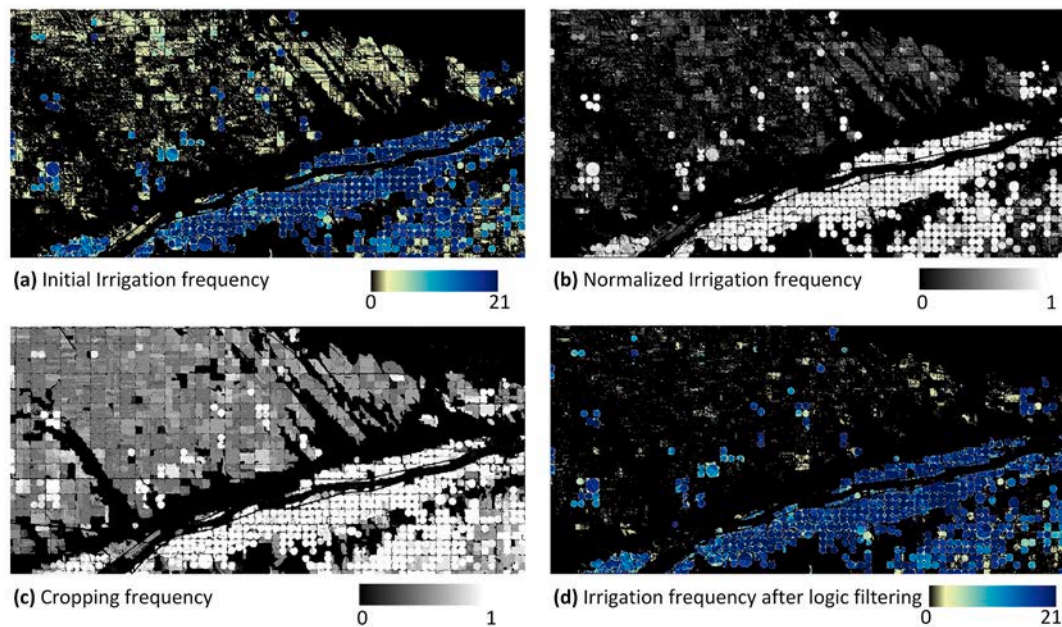 (a) Initial Irrigation frequency
0 21
(b) Normalized Irrigation frequency
0 1
(c) Cropping frequency
0 1
(d) Irrigation frequency after logic filtering
0 21